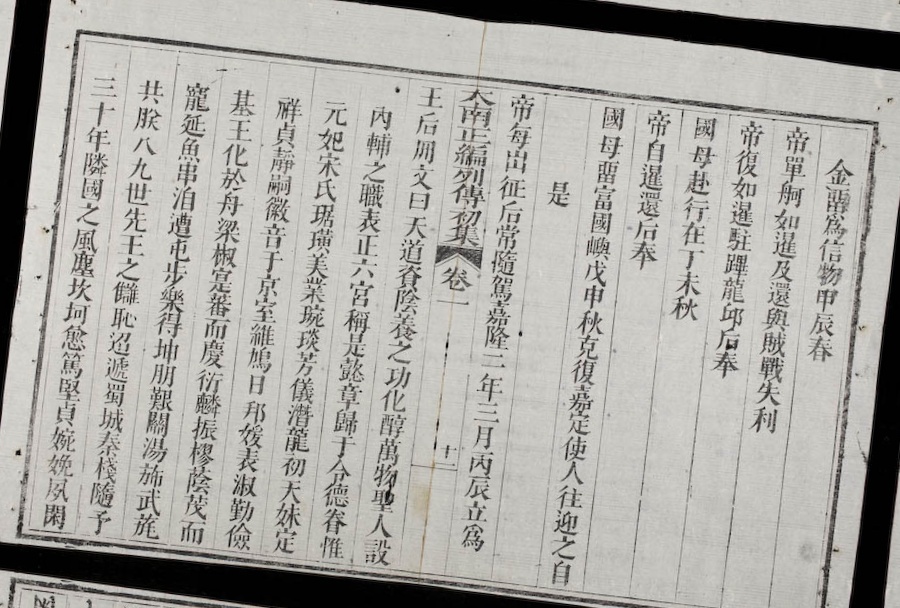 金畱爲信物甲辰春
帝單舸如暹及還與賊戰失利
帝復如暹駐蹕龍邱后奉
國母赴行在丁未秋
帝自暹還后奉
國母畱富國嶼戊申秋克復嘉定使人往迎之自
是
帝每出征后常隨駕嘉隆二年三月丙辰立爲
大南正編列傳初集 卷一 十二
王后册文曰天道資陰養之功化醇萬物聖人設
內輔之職表正六宮稱是懿章歸于令德眷惟
元妃宋氏琚璜美業琬琰芳儀潛龍初天妹定
祥貞靜嗣徽音于京室維鳩日邦媛表淑勤儉
基王化於舟梁椒寔蕃而慶衍麟振樛蔭茂而
寵延魚串洎遭屯步樂得坤朋艱關湯斾武旄
共朕八九世先王之讎恥迢遞蜀城秦棧隨予
三十年隣國之風塵坎坷愈篤堅貞婉娩夙閑